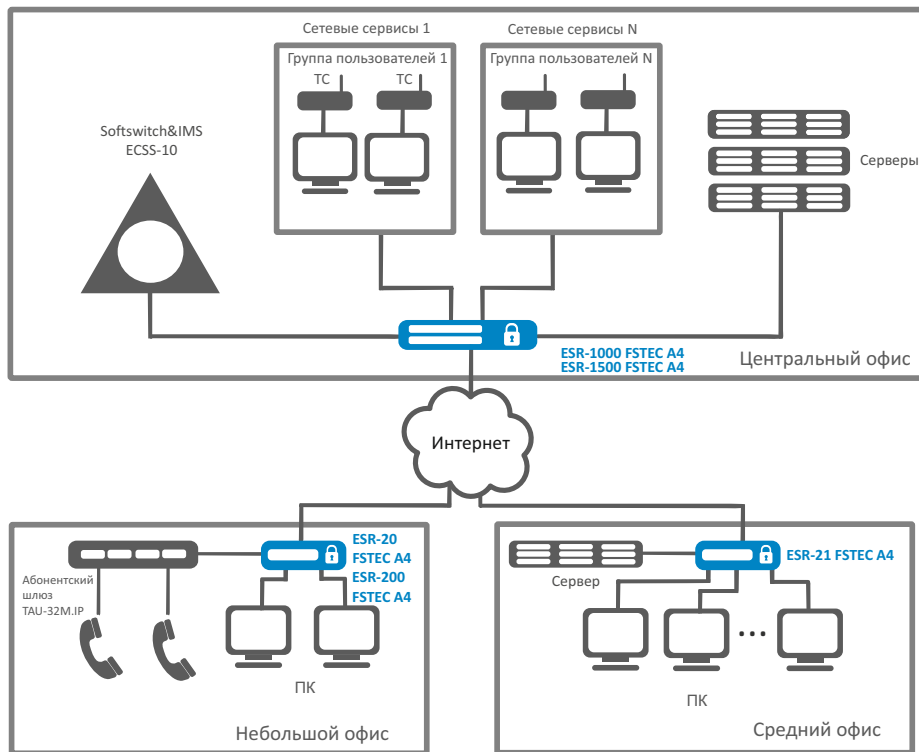 Сетевые сервисы 1
Сетевые сервисы N
Группа пользователей 1
Группа пользователей N
ТС
ТС
Softswitch&IMS
ECSS-10
Серверы
ESR-1000 FSTEC A4
ESR-1500 FSTEC A4
Центральный офис
Интернет
ESR-20
FSTEC A4
ESR-200
FSTEC A4
Абонентский
шлюз
TAU-32M.IP
ПК
Небольшой офис
ESR-21 FSTEC A4
Сервер
ПК
Средний офис